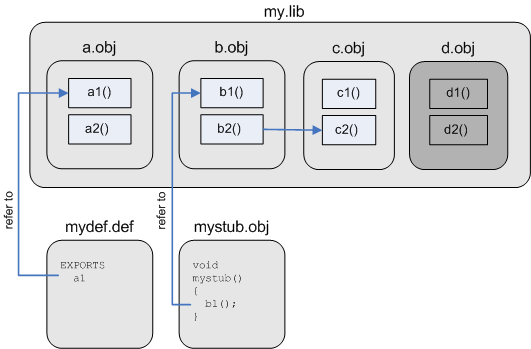 my.lib
a.obj
b.obj
c.obj
d.obj
a1()
b1()
c1()
d1()
a2()
b2()
c2()
d2()
refer to
refer to
mydef.def
mystub.obj
EXPORTS
a1
void
mystub()
{
b1();
}